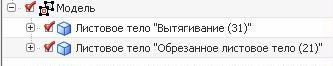 Модель
Листовое тело "Вытягивание (31)"
Листовое тело "Обрезанное листовое тело (21)"